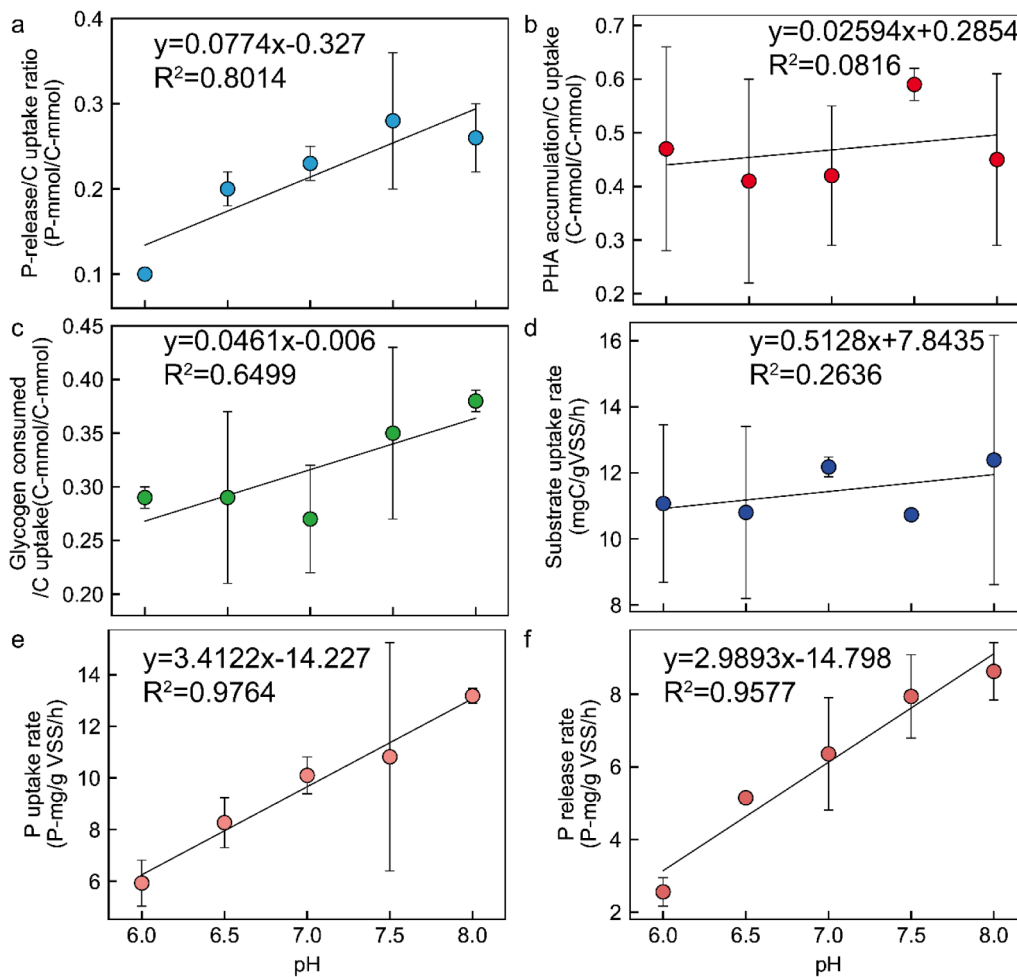 a
y=0.0774x-0.327
R²=0.8014
P-release/C uptake ratio
(P-mmol/C-mmol)
0.4
0.3
0.2
0.1
b
y=0.02594x+0.2854
R²=0.0816
PHA accumulation/C uptake
(C-mmol/C-mmol)
0.7
0.6
0.5
0.4
0.3
0.2
c
y=0.0461x-0.006
R²=0.6499
Glycogen consumed
/C uptake(C-mmol/C-mmol)
0.45
0.40
0.35
0.30
0.25
0.20
d
y=0.5128x+7.8435
R²=0.2636
Substrate uptake rate
(mgC/gVSS/h)
16
14
12
10
8
e
y=3.4122x-14.227
R²=0.9764
P uptake rate
(P-mg/g VSS/h)
14
12
10
8
6
6.0
6.5
7.0
7.5
8.0
pH
f
y=2.9893x-14.798
R²=0.9577
P release rate
(P-mg/g VSS/h)
8
6
4
2
6.0
6.5
7.0
7.5
8.0
pH